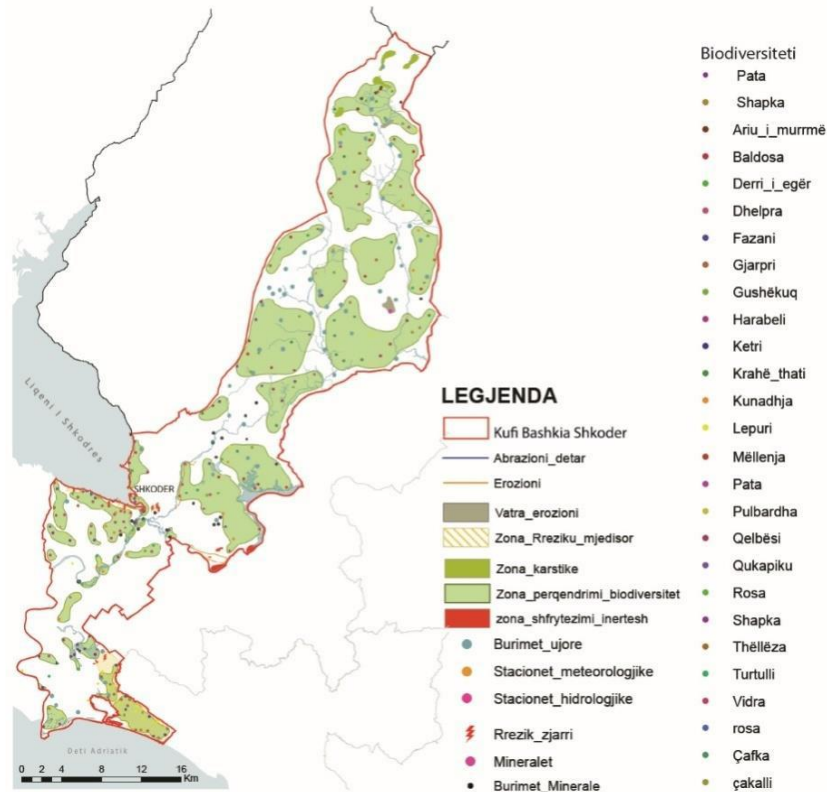 Liqeni i Shkodres
SHKODER
Deti Adriatik
0 2 4 8 12 16
Km
LEGJENDA
Kufi Bashkia Shkoder
Abrazioni_detar
Erozioni
Vatra_erozioni
Zona_Rreziku_mjedisor
Zona_karstike
Zona_perqendrimi_biodiversitet
zona_shfrytezimi_inertesh
Burimet_ujore
Stacionet_meteorologjike
Stacionet_hidrologjike
Rrezik_zjarri
Mineralet
Burimet_Minerale
Biodiversiteti
Pata
Shapka
Ariu_i_murrmë
Baldosa
Derri_i_egër
Dhelpra
Fazani
Gjarpri
Gushëkuq
Harabeli
Ketri
Krahë_thati
Kunadhja
Lepuri
Mëllenja
Pata
Pulbardha
Qelbësi
Qukapiku
Rosa
Shapka
Thëllëza
Turtulli
Vidra
rosa
Çafka
çakalli